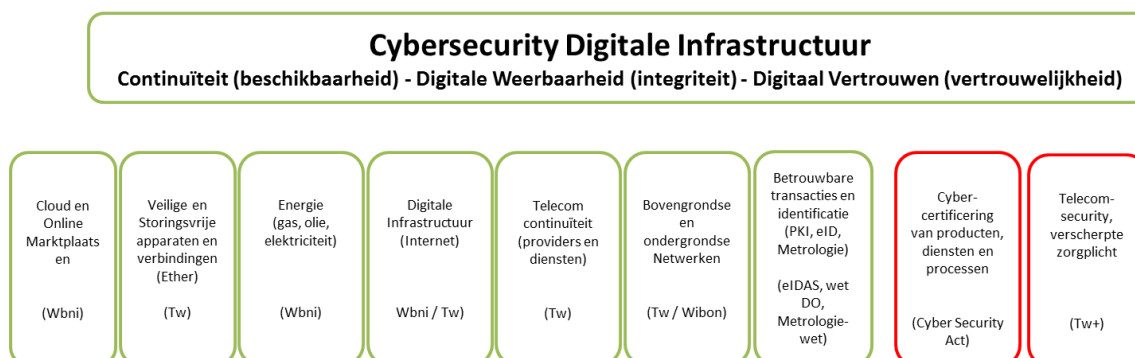 Cybersecurity Digitale Infrastructuur
Continuïteit (beschikbaarheid) - Digitale Weerbaarheid (integriteit) - Digitaal Vertrouwen (vertrouwelijkheid)
Cloud en
Online
Marktplaats
en
(Wbni)
Veilige en
Storingsvrije
apparaten en
verbindingen
(Ether)
(Tw)
Energie
(gas, olie,
elektriciteit)
(Wbni)
Digitale
Infrastructuur
(Internet)
Wbni / Tw)
Telecom
continuïteit
(providers en
diensten)
(Tw)
Bovengrondse
en
ondergrondse
Netwerken
(Tw / Wibon)
Betrouwbare
transacties en
identificatie
(PKI, eID,
Metrologie)
(eIDAS, wet
DO,
Metrologie-
wet)
Cyber-
certificering
van producten,
diensten en
processen
(Cyber Security
Act)
Telecom-
security,
verscherpte
zorgplicht
(Tw+)